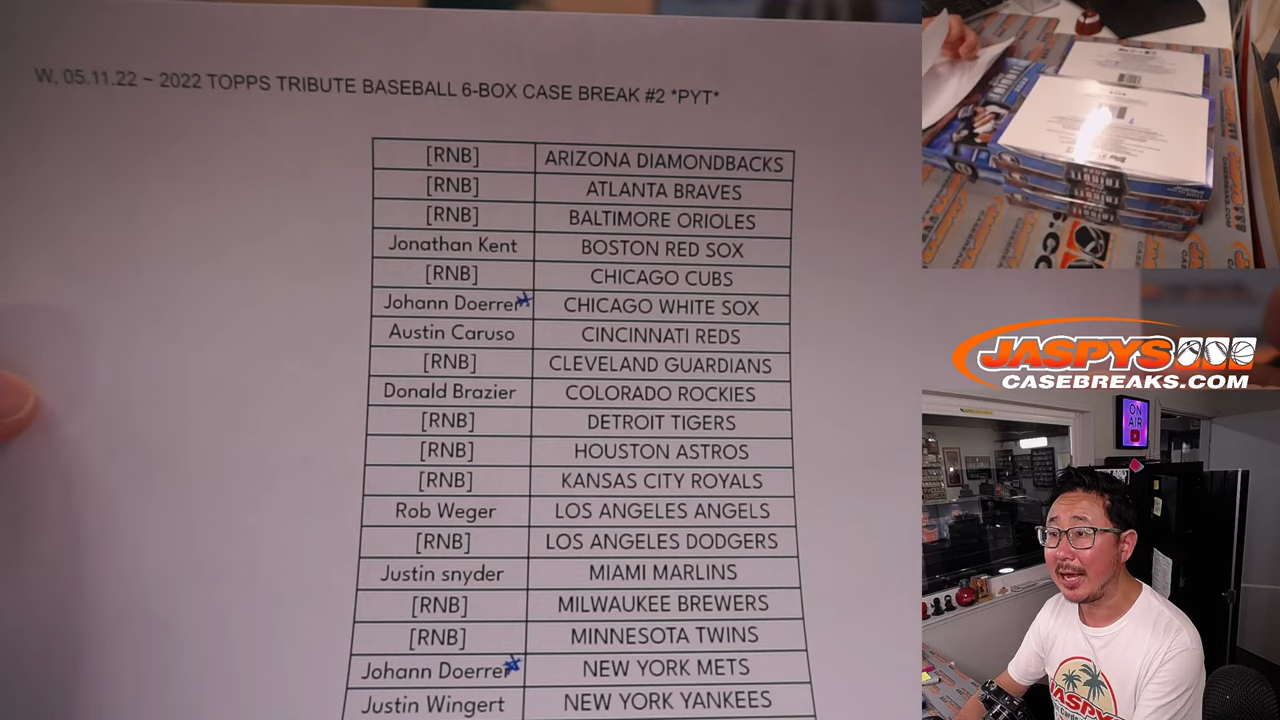 W, 05.11.22 ~ 2022 TOPPS TRIBUTE BASEBALL 6-BOX CASE BREAK #2 *PYT*
[RNB] ARIZONA DIAMONDBACKS
[RNB] ATLANTA BRAVES
[RNB] BALTIMORE ORIOLES
Jonathan Kent BOSTON RED SOX
[RNB] CHICAGO CUBS
Johann Doerrer CHICAGO WHITE SOX
Austin Caruso CINCINNATI REDS
[RNB] CLEVELAND GUARDIANS
Donald Brazier COLORADO ROCKIES
[RNB] DETROIT TIGERS
[RNB] HOUSTON ASTROS
[RNB] KANSAS CITY ROYALS
Rob Weger LOS ANGELES ANGELS
[RNB] LOS ANGELES DODGERS
Justin snyder MIAMI MARLINS
[RNB] MILWAUKEE BREWERS
[RNB] MINNESOTA TWINS
Johann Doerrer NEW YORK METS
Justin Wingert NEW YORK YANKEES
JASPYS
CASEBREAKS.COM
ON
AIR
JASPYS